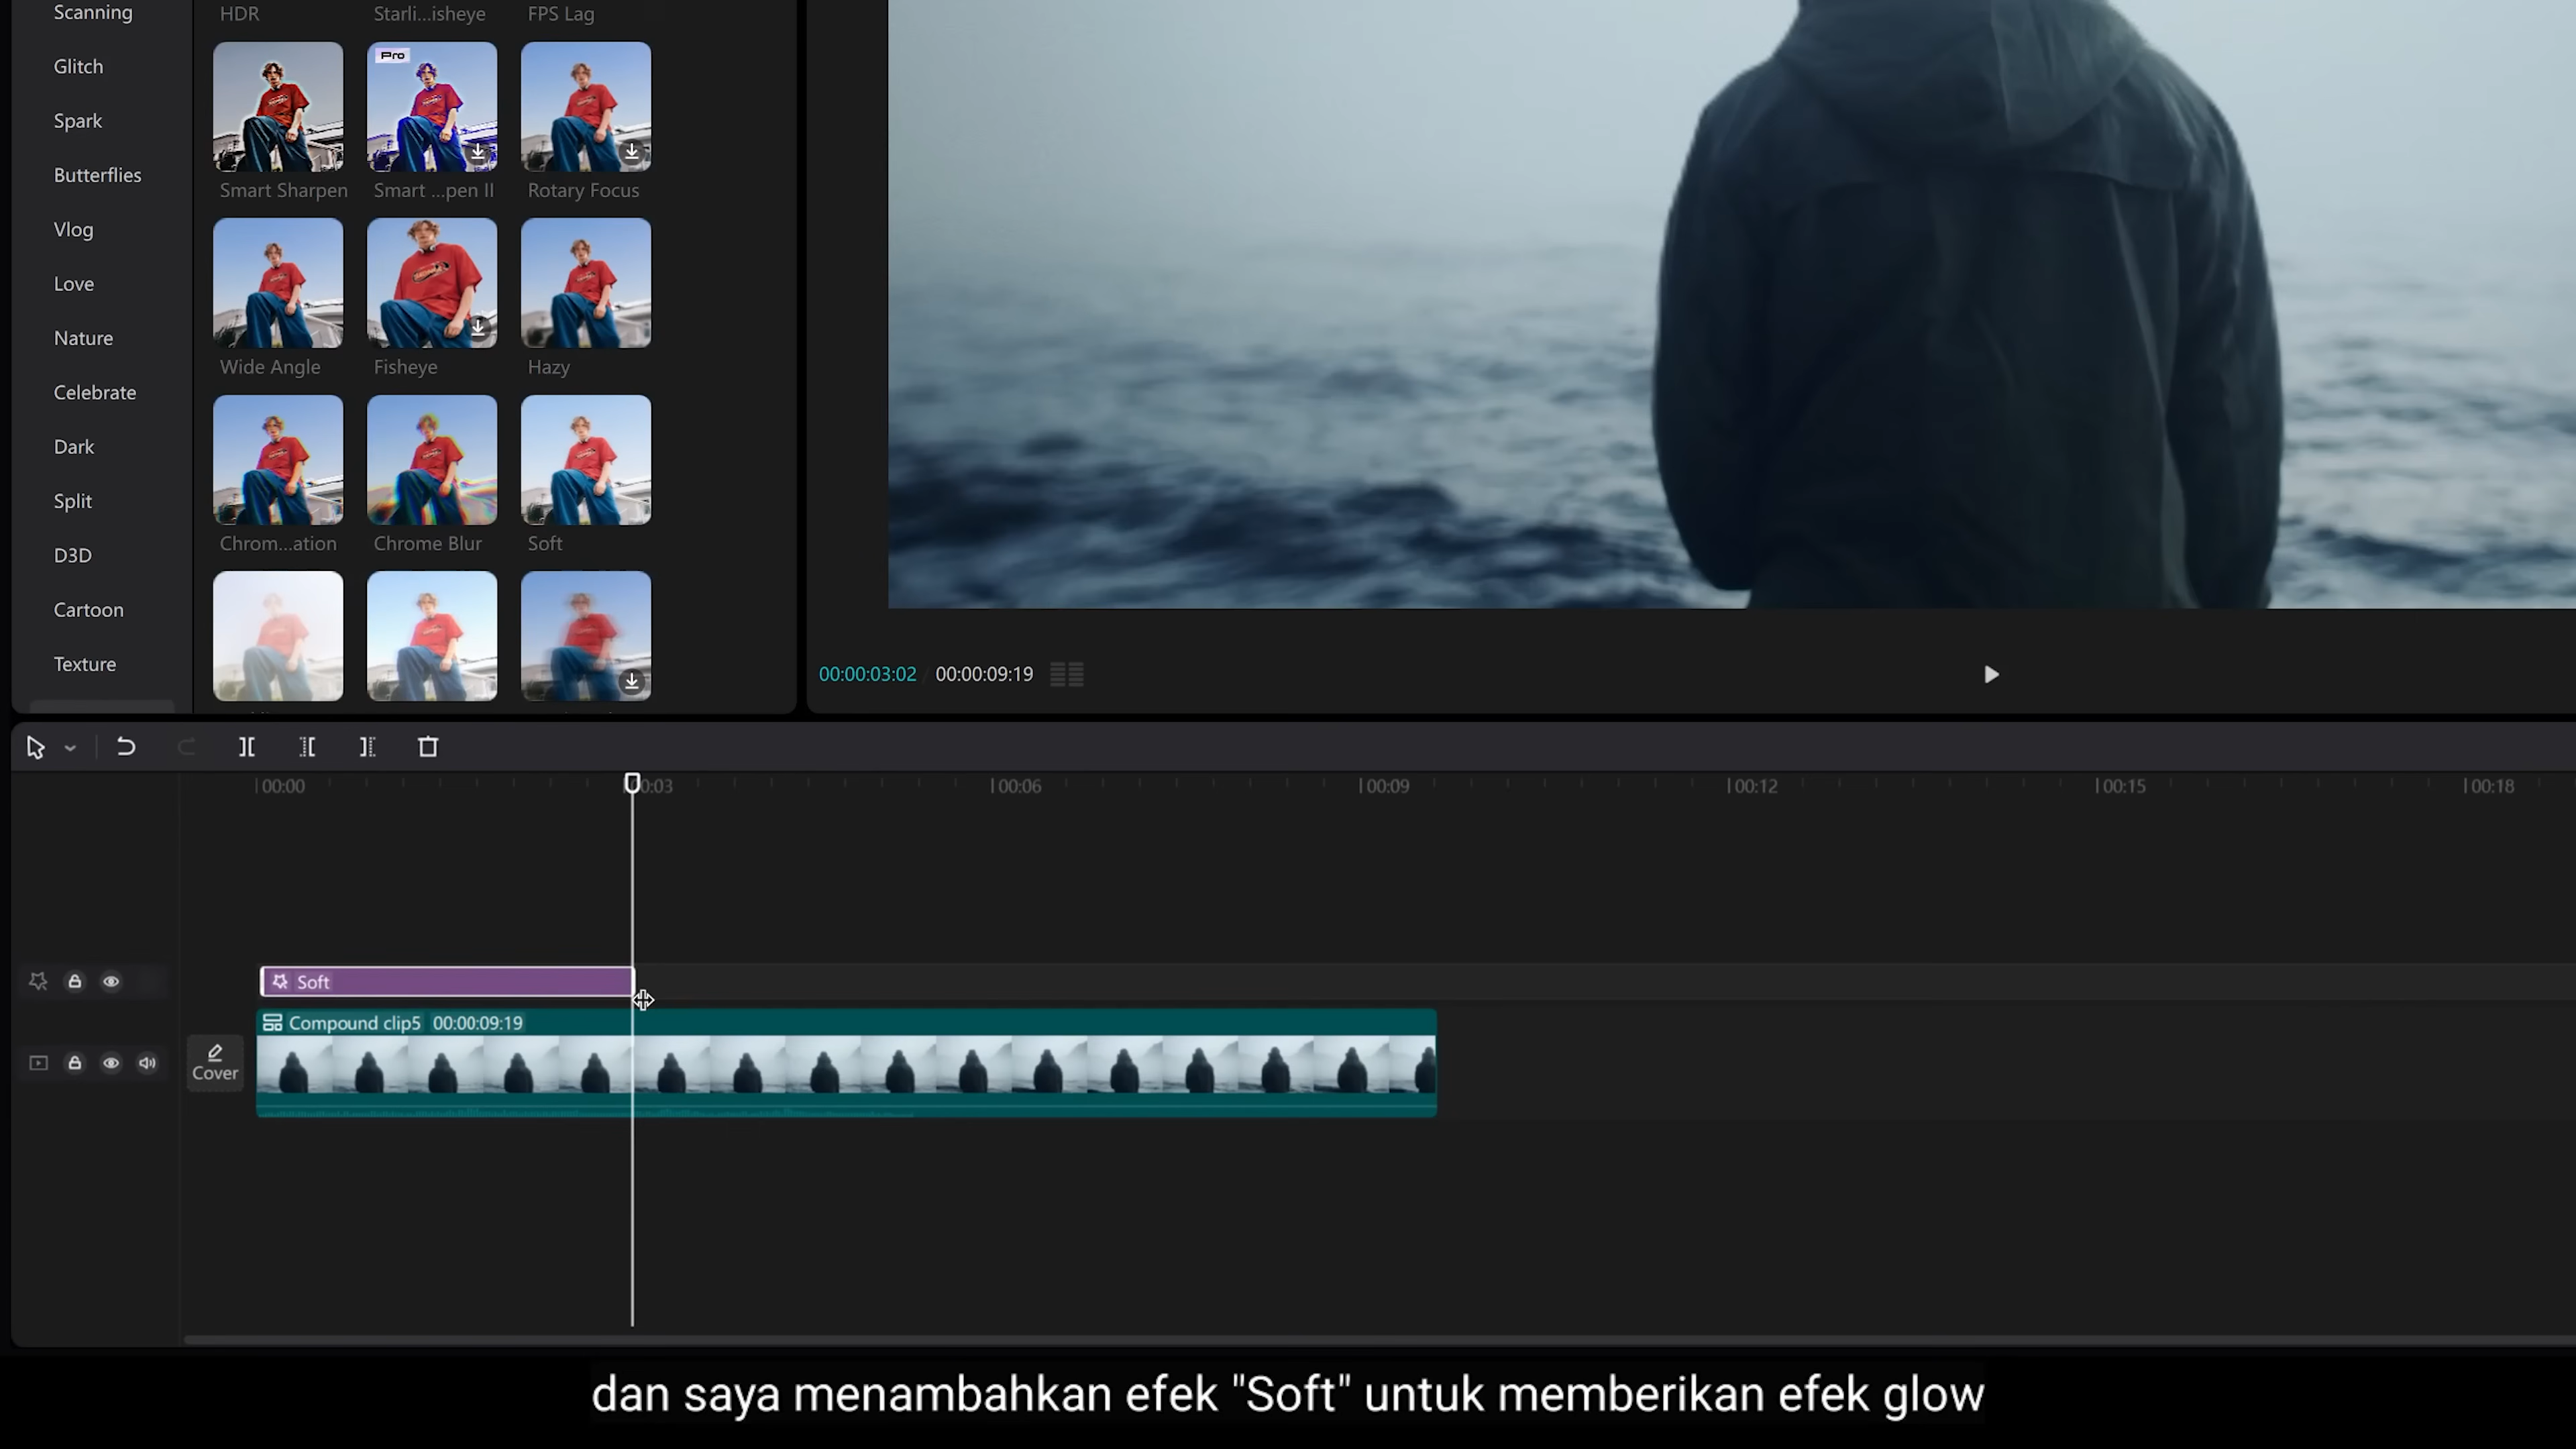 Scanning
Glitch
Spark
Butterflies
Vlog
Love
Nature
Celebrate
Dark
Split
D3D
Cartoon
Texture
HDR
Starli...isheye
FPS Lag
Pro
Smart Sharpen
Smart ...pen II
Rotary Focus
Wide Angle
Fisheye
Hazy
Chrom...ation
Chrome Blur
Soft
00:00:03:02 / 00:00:09:19
00:00
00:03
00:06
00:09
00:12
00:15
00:18
Soft
Compound clip5 00:00:09:19
Cover
dan saya menambahkan efek "Soft" untuk memberikan efek glow